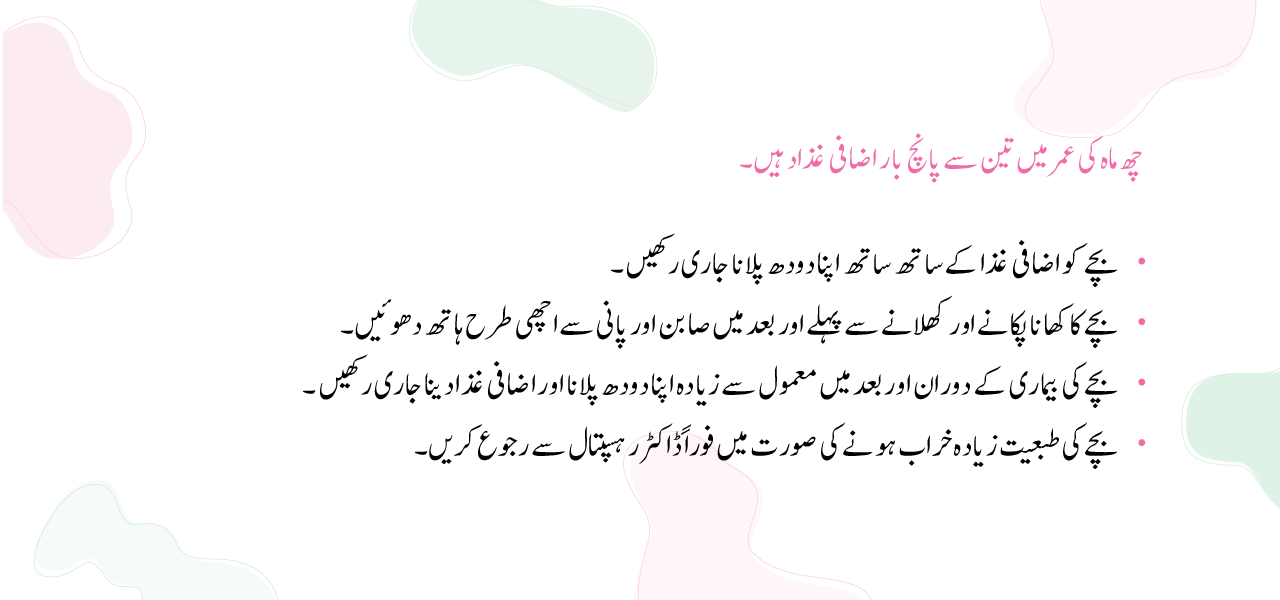 چھ ماہ کی عمر میں تین سے پانچ بار اضافی غذاد ہیں۔
• بچے کو اضافی غذا کے ساتھ ساتھ اپنا دودھ پلانا جاری رکھیں۔
• بچے کا کھانا پکانے اور کھلانے سے پہلے اور بعد میں صابن اور پانی سے اچھی طرح ہاتھ دھوئیں۔
• بچے کی بیماری کے دوران اور بعد میں معمول سے زیادہ اپنا دودھ پلانا اور اضافی غذا دینا جاری رکھیں ۔
• بچے کی طبعیت زیادہ خراب ہونے کی صورت میں فوراً ڈاکٹر ر ہسپتال سے رجوع کریں۔